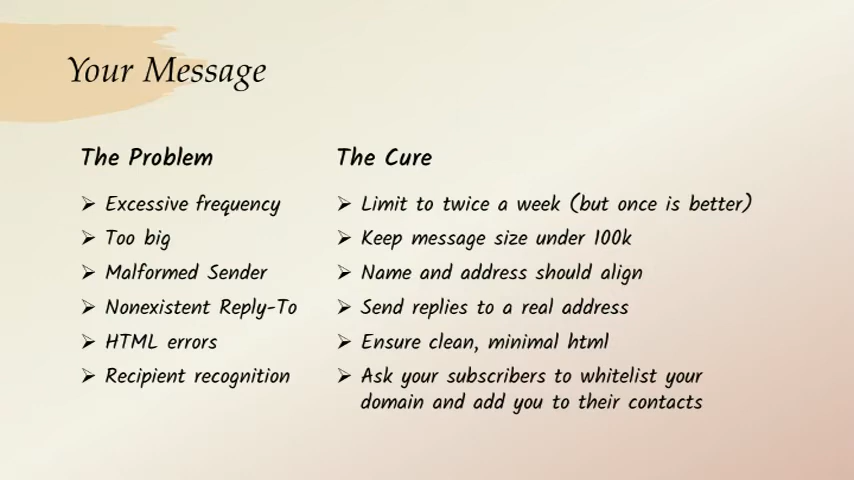 Your Message
The Problem
➢ Excessive frequency
➢ Too big
➢ Malformed Sender
➢ Nonexistent Reply-To
➢ HTML errors
➢ Recipient recognition
The Cure
➢ Limit to twice a week (but once is better)
➢ Keep message size under 100k
➢ Name and address should align
➢ Send replies to a real address
➢ Ensure clean, minimal html
➢ Ask your subscribers to whitelist your
domain and add you to their contacts